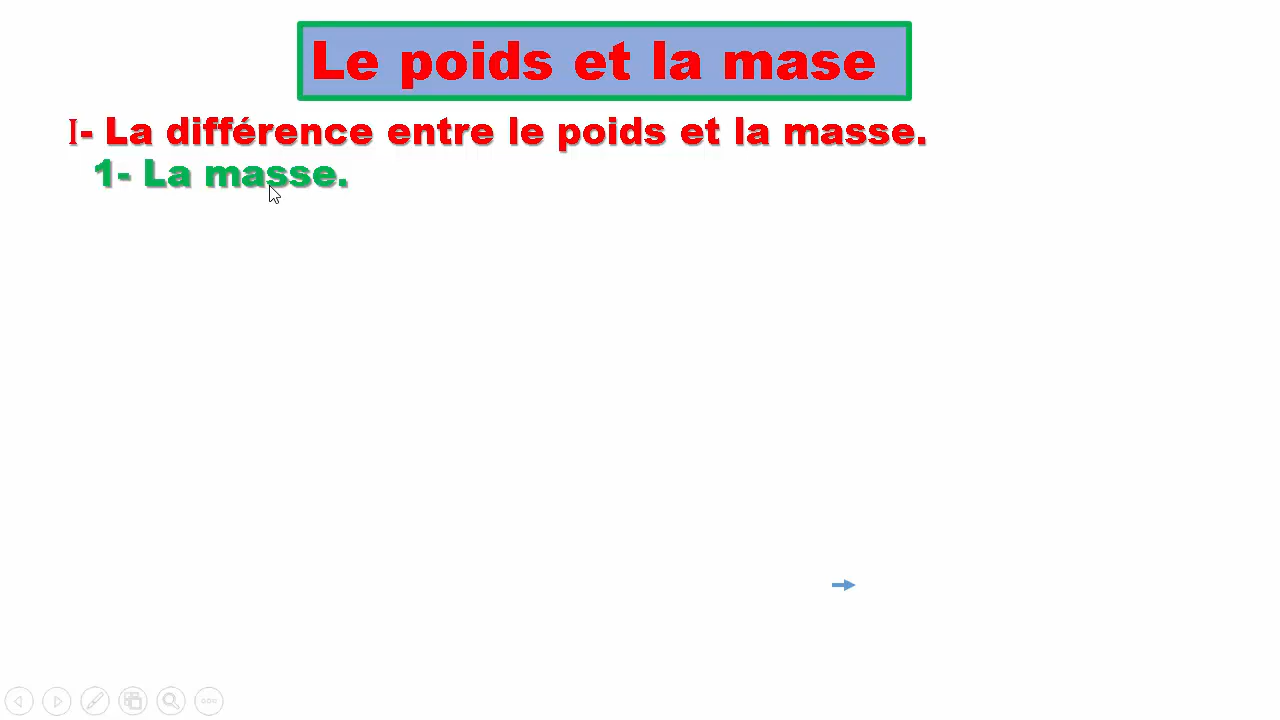 Le poids et la mase
I- La différence entre le poids et la masse.
1- La masse.